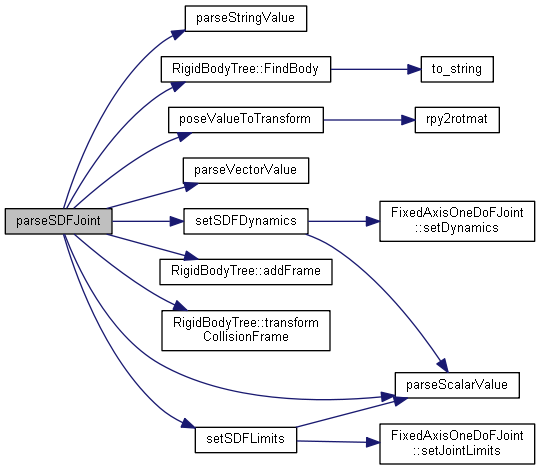 parseStringValue
RigidBodyTree::FindBody
to_string
poseValueToTransform
rpy2rotmat
parseVectorValue
parseSDFJoint
setSDFDynamics
FixedAxisOneDoFJoint
::setDynamics
RigidBodyTree::addFrame
RigidBodyTree::transform
CollisionFrame
parseScalarValue
setSDFLimits
FixedAxisOneDoFJoint
::setJointLimits